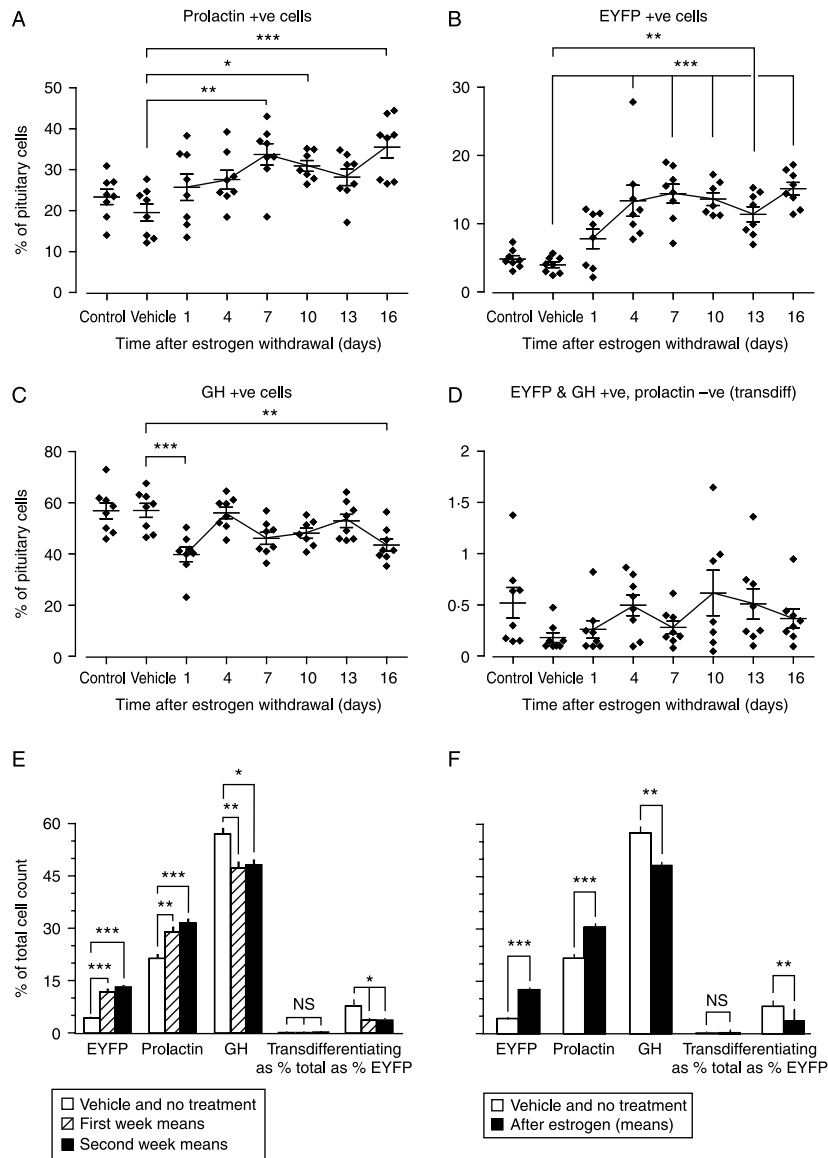 A
Prolactin +ve cells
***
*
**
50
40
30
20
10
0
% of pituitary cells
Control Vehicle 1 4 7 10 13 16
Time after estrogen withdrawal (days)
B
EYFP +ve cells
**
***
30
20
10
0
Control Vehicle 1 4 7 10 13 16
Time after estrogen withdrawal (days)
C
GH +ve cells
**
***
80
60
40
20
0
% of pituitary cells
Control Vehicle 1 4 7 10 13 16
Time after estrogen withdrawal (days)
D
EYFP & GH +ve, prolactin –ve (transdiff)
2
1·5
1
0·5
0
Control Vehicle 1 4 7 10 13 16
Time after estrogen withdrawal (days)
E
*
**
***
**
***
***
NS
*
60
45
30
15
0
% of total cell count
EYFP Prolactin GH Transdifferentiating
as % total as % EYFP
Vehicle and no treatment
First week means
Second week means
F
**
***
***
NS
**
EYFP Prolactin GH Transdifferentiating
as % total as % EYFP
Vehicle and no treatment
After estrogen (means)